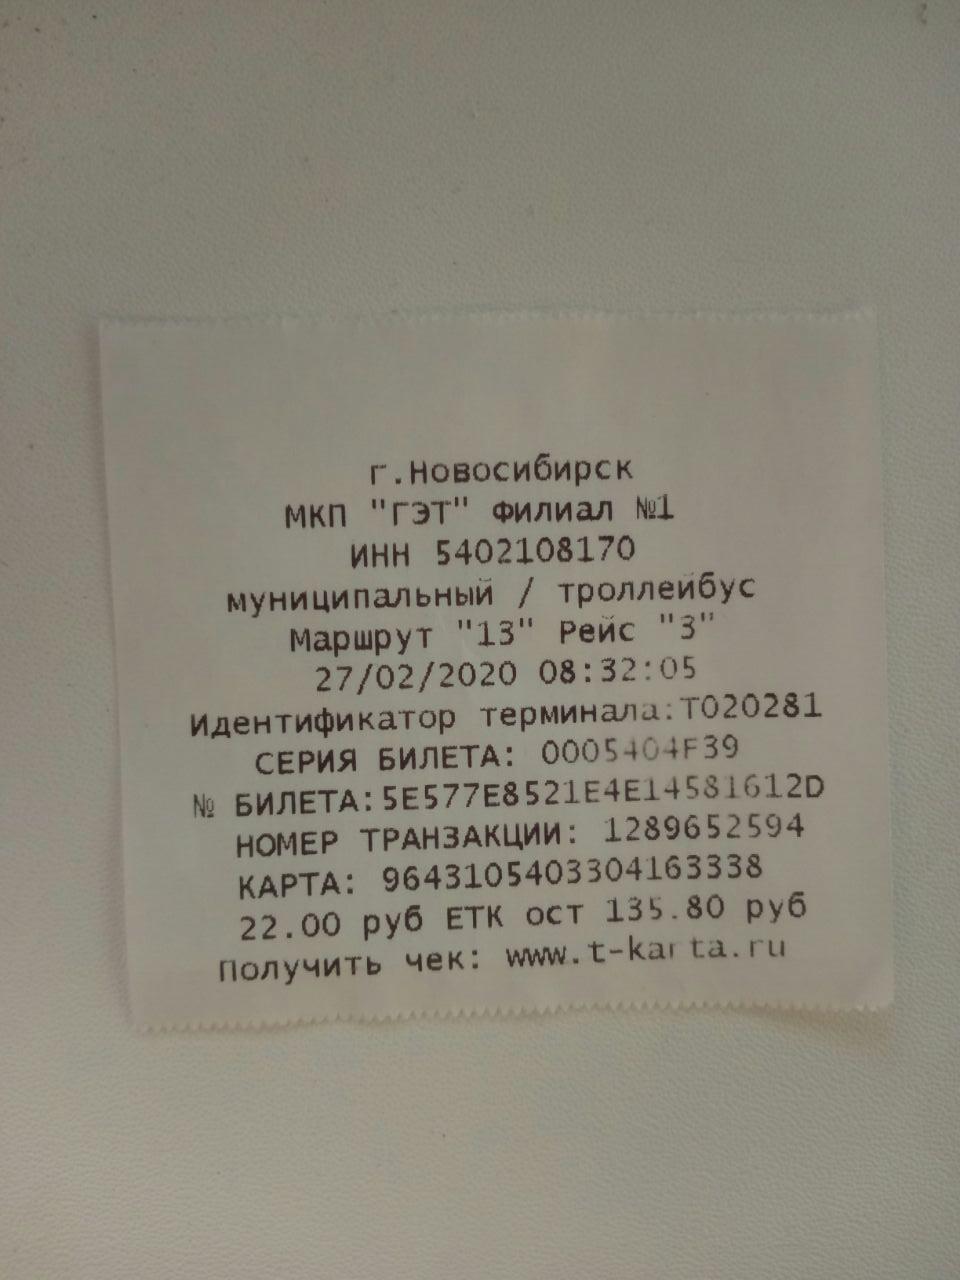 г.Новосибирск
МКП "ГЭТ" Филиал №1
ИНН 5402108170
муниципальный / троллейбус
Маршрут "13" Рейс "3"
27/02/2020 08:32:05
Идентификатор терминала:T020281
СЕРИЯ БИЛЕТА: 0005404F39
№ БИЛЕТА:5E577E8521E4E14581612D
НОМЕР ТРАНЗАКЦИИ: 1289652594
КАРТА: 9643105403304163338
22.00 руб ЕТК ост 135.80 руб
Получить чек: www.t-karta.ru